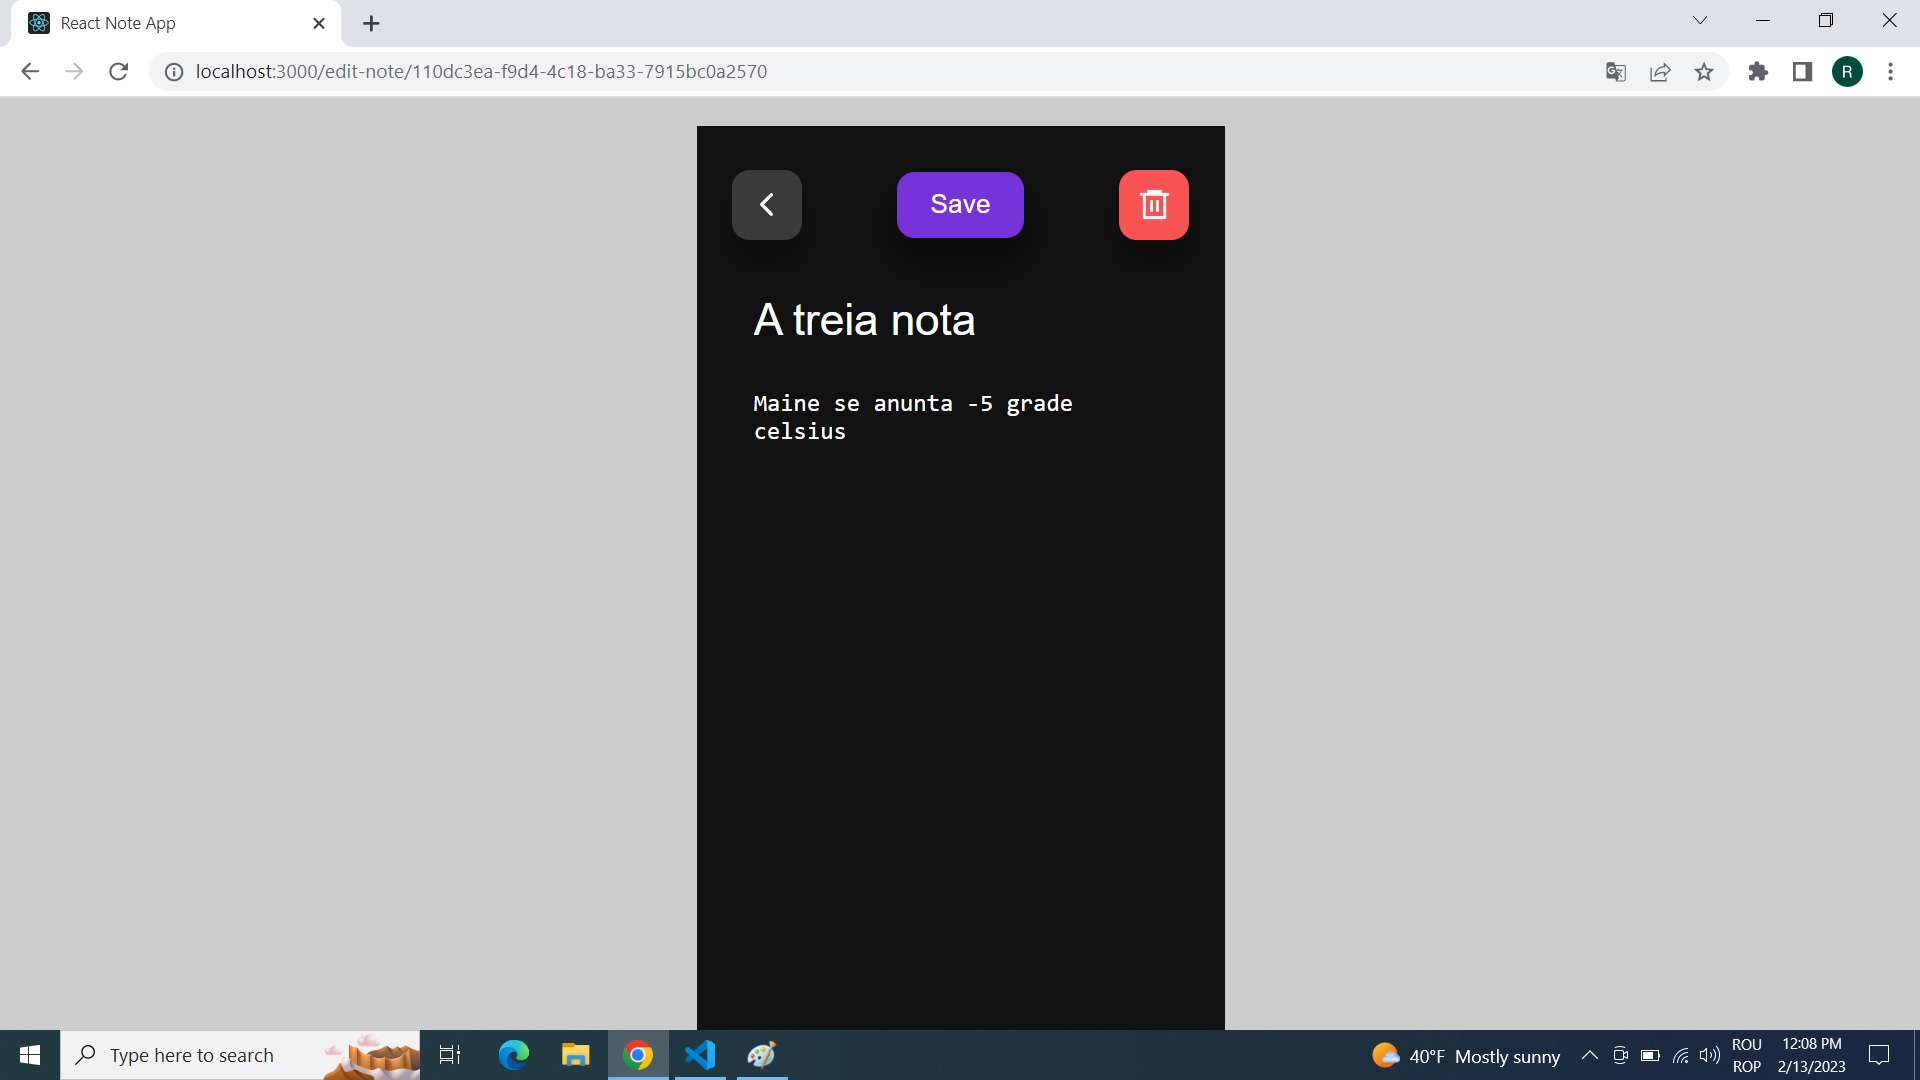 React Note App
localhost:3000/edit-note/110dc3ea-f9d4-4c18-ba33-7915bc0a2570
R
Save
A treia nota
Maine se anunta -5 grade
celsius
Type here to search
40°F Mostly sunny
ROU
ROP
12:08 PM
2/13/2023